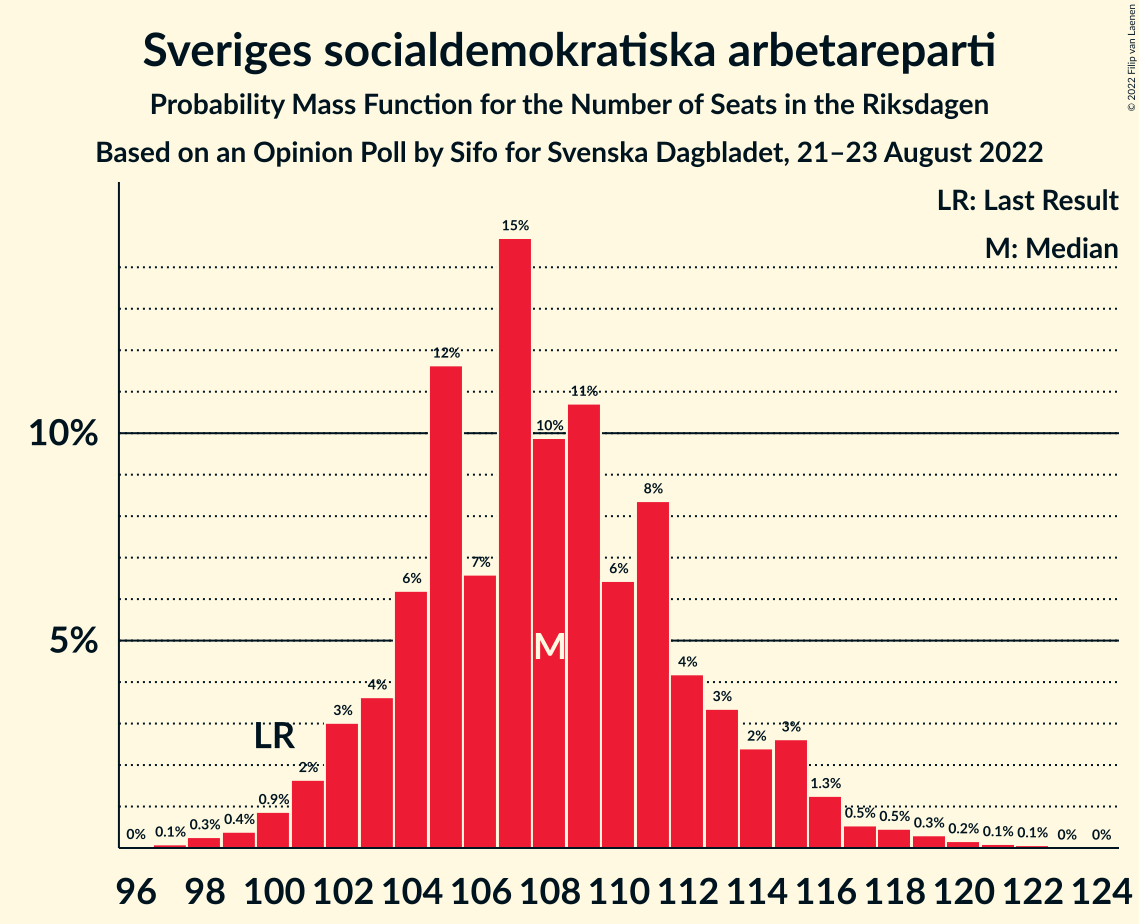 Sveriges socialdemokratiska arbetareparti
Probability Mass Function for the Number of Seats in the Riksdagen
Based on an Opinion Poll by Sifo for Svenska Dagbladet, 21–23 August 2022
© 2022 Filip van Laenen
LR: Last Result
M: Median
10%
5%
0% 0.1% 0.3% 0.4% 0.9% 2% 3% 4% 6% 12% 7% 15% 10% 11% 6% 8% 4% 3% 2% 3% 1.3% 0.5% 0.5% 0.3% 0.2% 0.1% 0.1% 0% 0%
LR
M
96 98 100 102 104 106 108 110 112 114 116 118 120 122 124